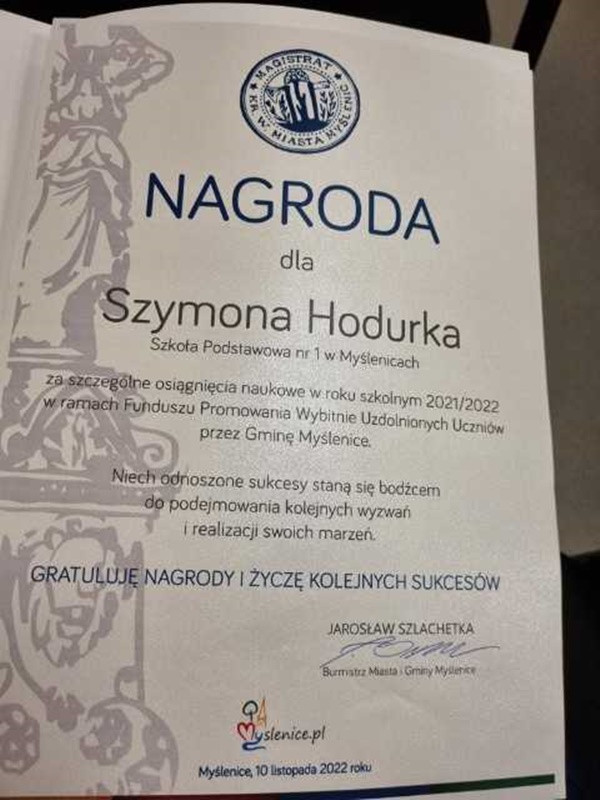 MAGISTRAT
KR. W. MIASTA MYŚLENIC
NAGRODA
dla
Szymona Hodurka
Szkoła Podstawowa nr 1 w Myślenicach
za szczególne osiągnięcia naukowe w roku szkolnym 2021/2022
w ramach Funduszu Promowania Wybitnie Uzdolnionych Uczniów
przez Gminę Myślenice.
Niech odnoszone sukcesy staną się bodźcem
do podejmowania kolejnych wyzwań
i realizacji swoich marzeń.
GRATULUJĘ NAGRODY I ŻYCZĘ KOLEJNYCH SUKCESÓW
JAROSŁAW SZLACHETKA
Burmistrz Miasta i Gminy Myślenice
Myslenice.pl
Myślenice, 10 listopada 2022 roku